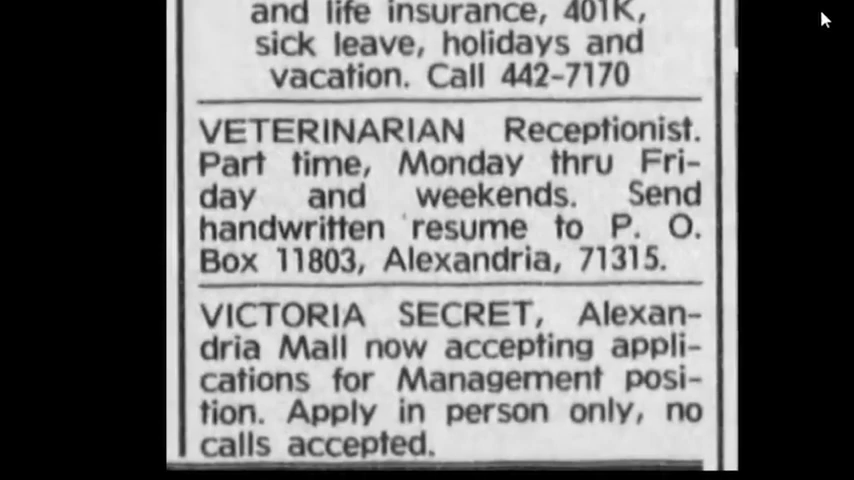 and life insurance, 401K,
sick leave, holidays and
vacation. Call 442-7170
VETERINARIAN Receptionist.
Part time, Monday thru Fri-
day and weekends. Send
handwritten resume to P. O.
Box 11803, Alexandria, 71315.
VICTORIA SECRET, Alexan-
dria Mall now accepting appli-
cations for Management posi-
tion. Apply in person only, no
calls accepted.